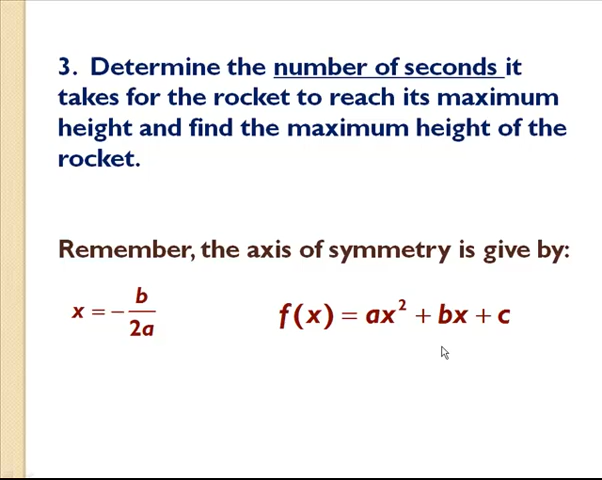 3. Determine the number of seconds it
takes for the rocket to reach its maximum
height and find the maximum height of the
rocket.
Remember, the axis of symmetry is give by:
x = -b/2a
f(x) = ax² + bx + c